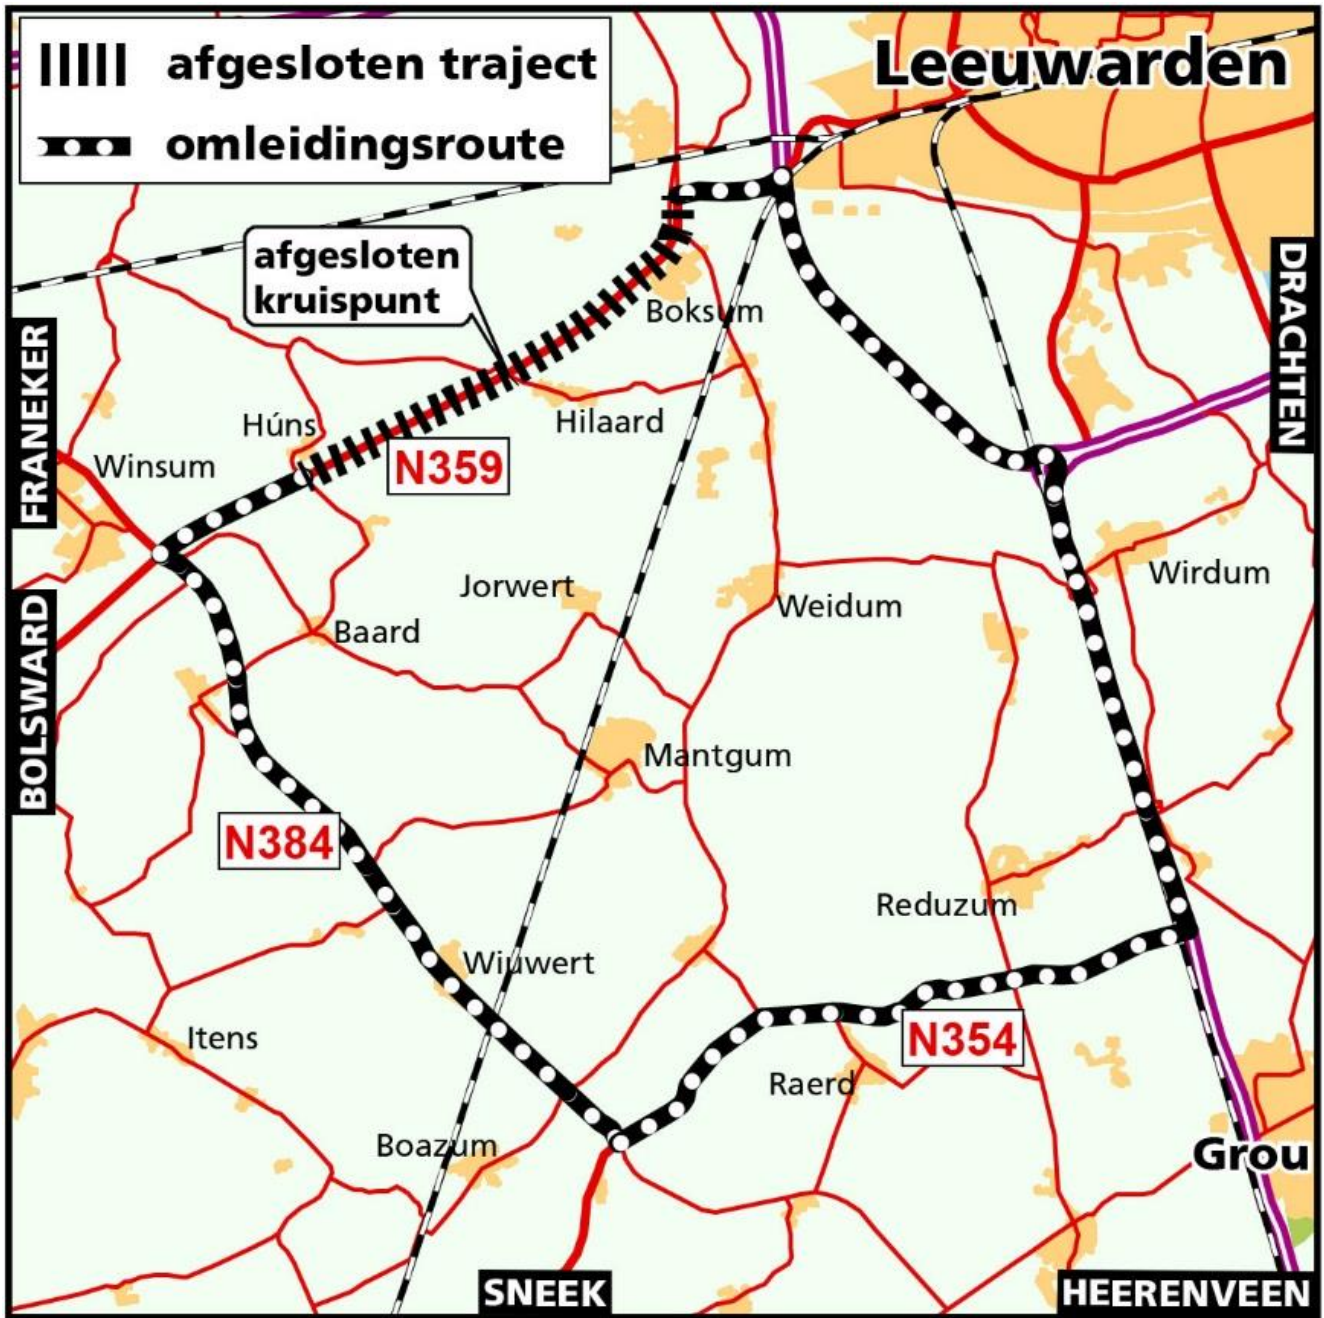 afgesloten traject
omleidingsroute
Leeuwarden
afgesloten
kruispunt
Boksum
DRACHTEN
FRANEKER
Húns
Hilaard
Winsum
N359
Jorwert
Wirdum
Weidum
Baard
BOLSWARD
Mantgum
N384
Reduzum
Wiuwert
Itens
N354
Raerd
Boazum
Grou
SNEEK
HEERENVEEN